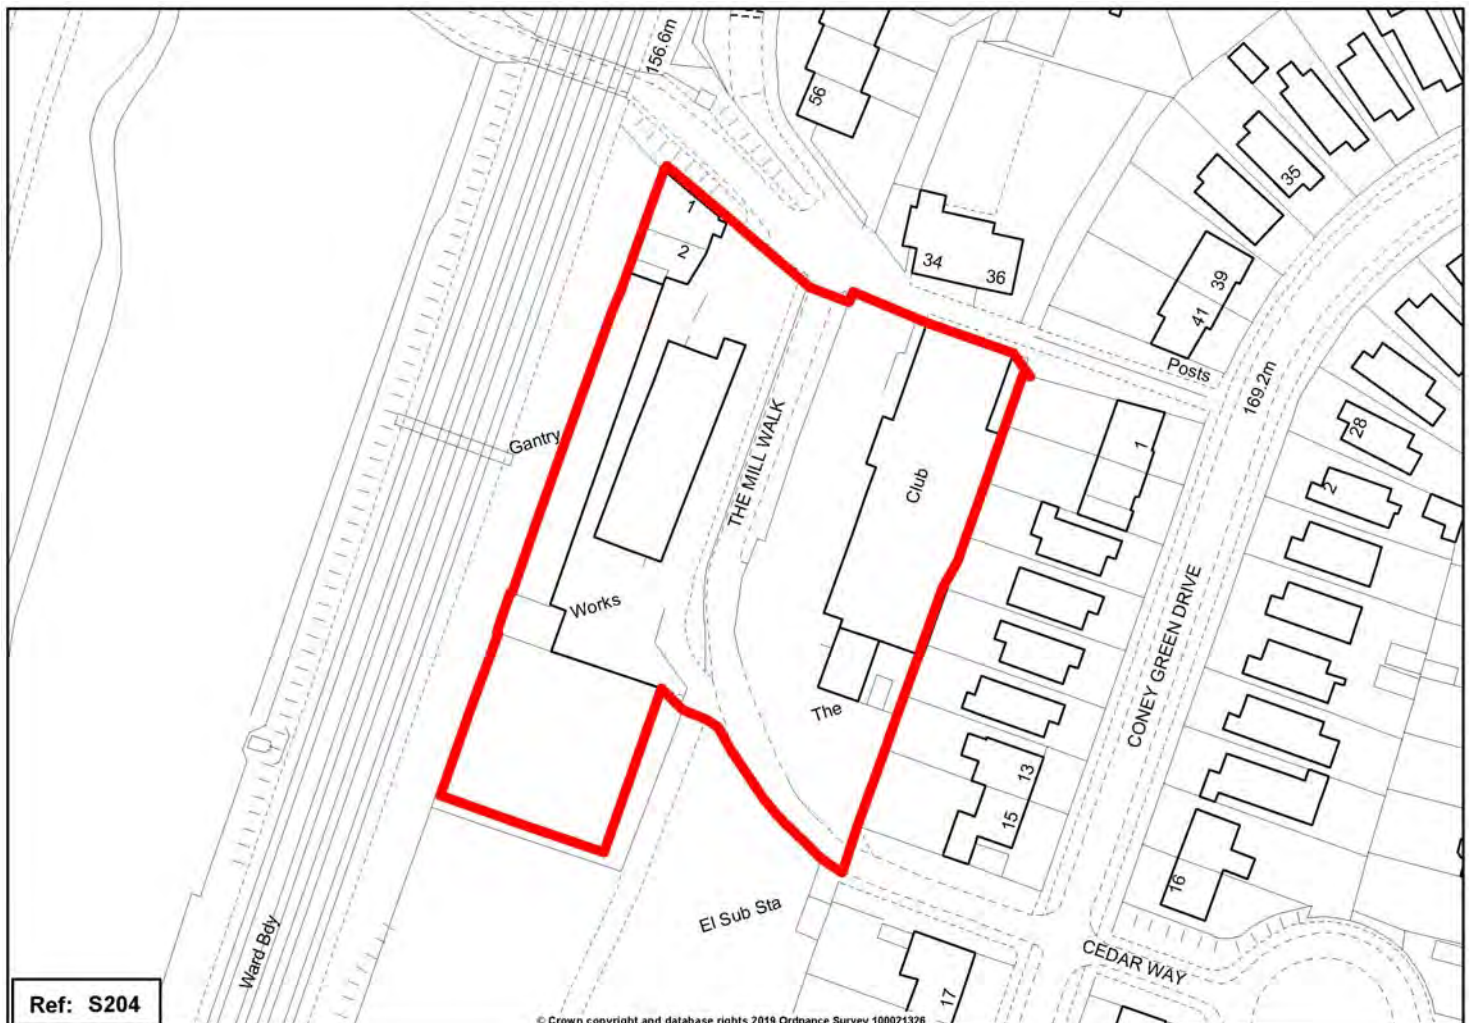 156.6m
56
1
2
34
36
35
39
41
Posts
169.2m
28
2
1
Gantry
THE MILL WALK
Club
Works
CONEY GREEN DRIVE
The
13
15
16
El Sub Sta
CEDAR WAY
17
Ward Bdy
Ref: S204
© Crown copyright and database rights 2019 Ordnance Survey 100021326